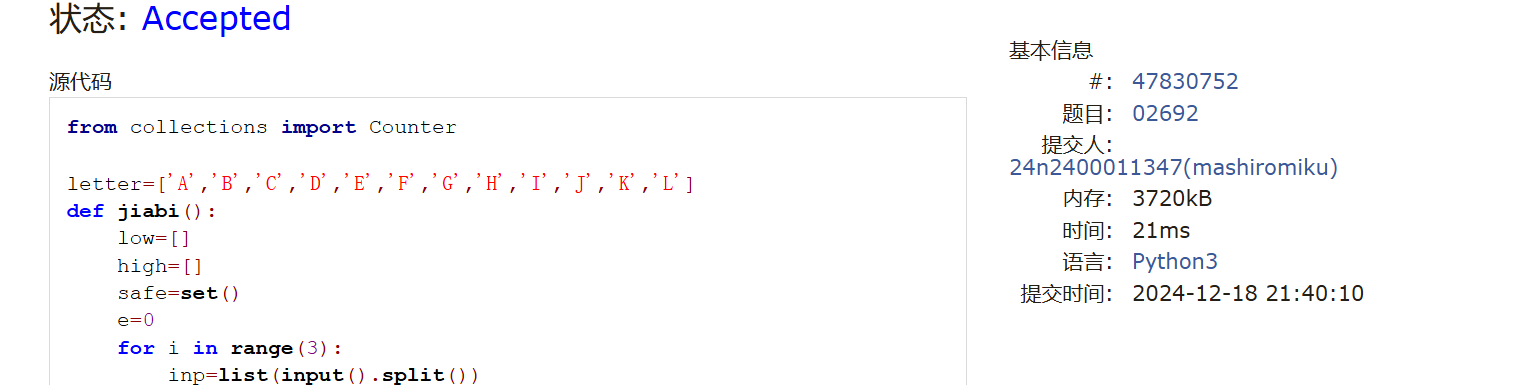 状态: Accepted
源代码
from collections import Counter
letter=['A','B','C','D','E','F','G','H','I','J','K','L']
def jiabi():
    low=[]
    high=[]
    safe=set()
    e=0
    for i in range(3):
        inp=list(input().split())
基本信息
#: 47830752
题目: 02692
提交人:
24n2400011347(mashiromiku)
内存: 3720kB
时间: 21ms
语言: Python3
提交时间: 2024-12-18 21:40:10